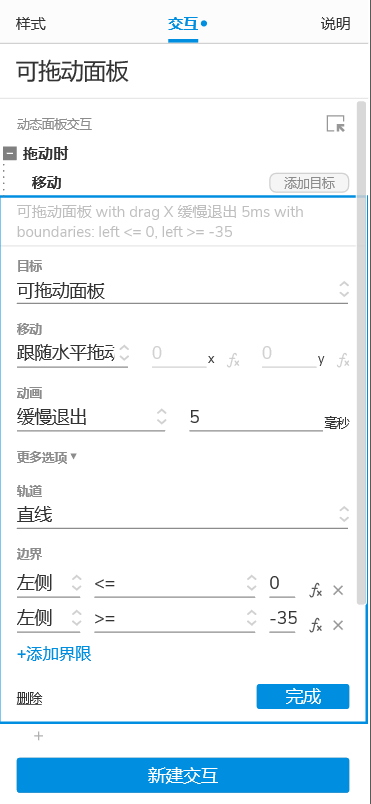 样式 交互 说明
可拖动面板
动态面板交互
拖动时
移动 添加目标
可拖动面板 with drag X 缓慢退出 5ms with
boundaries: left <= 0, left >= -35
目标
可拖动面板
移动
跟随水平拖动 0 x fx 0 y fx
动画
缓慢退出 5 毫秒
更多选项
轨道
直线
边界
左侧 <= 0 fx
左侧 >= -35 fx
+添加界限
删除 完成
+
新建交互